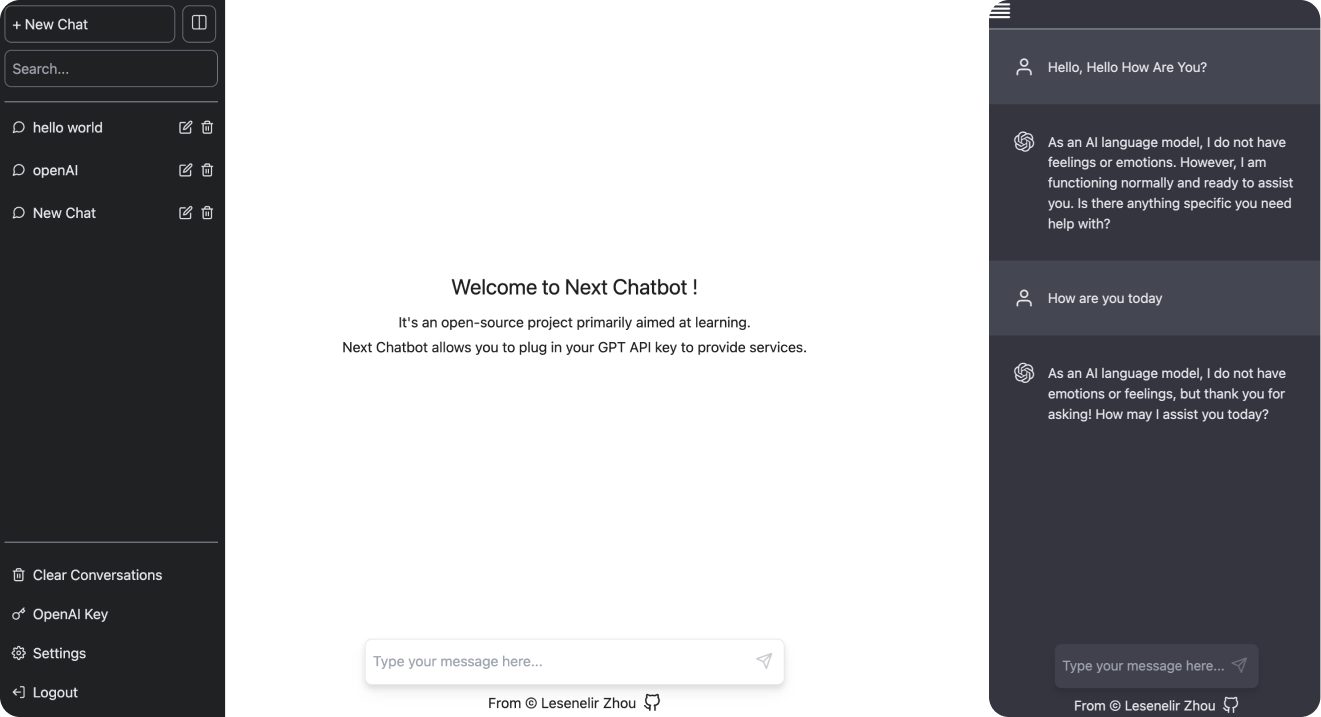 + New Chat
Search...
hello world
openAI
New Chat
Clear Conversations
OpenAI Key
Settings
Logout
Welcome to Next Chatbot !
It's an open-source project primarily aimed at learning.
Next Chatbot allows you to plug in your GPT API key to provide services.
Type your message here...
From © Lesenelir Zhou
Hello, Hello How Are You?
As an AI language model, I do not have
feelings or emotions. However, I am
functioning normally and ready to assist
you. Is there anything specific you need
help with?
How are you today
As an AI language model, I do not have
emotions or feelings, but thank you for
asking! How may I assist you today?
Type your message here...
From © Lesenelir Zhou